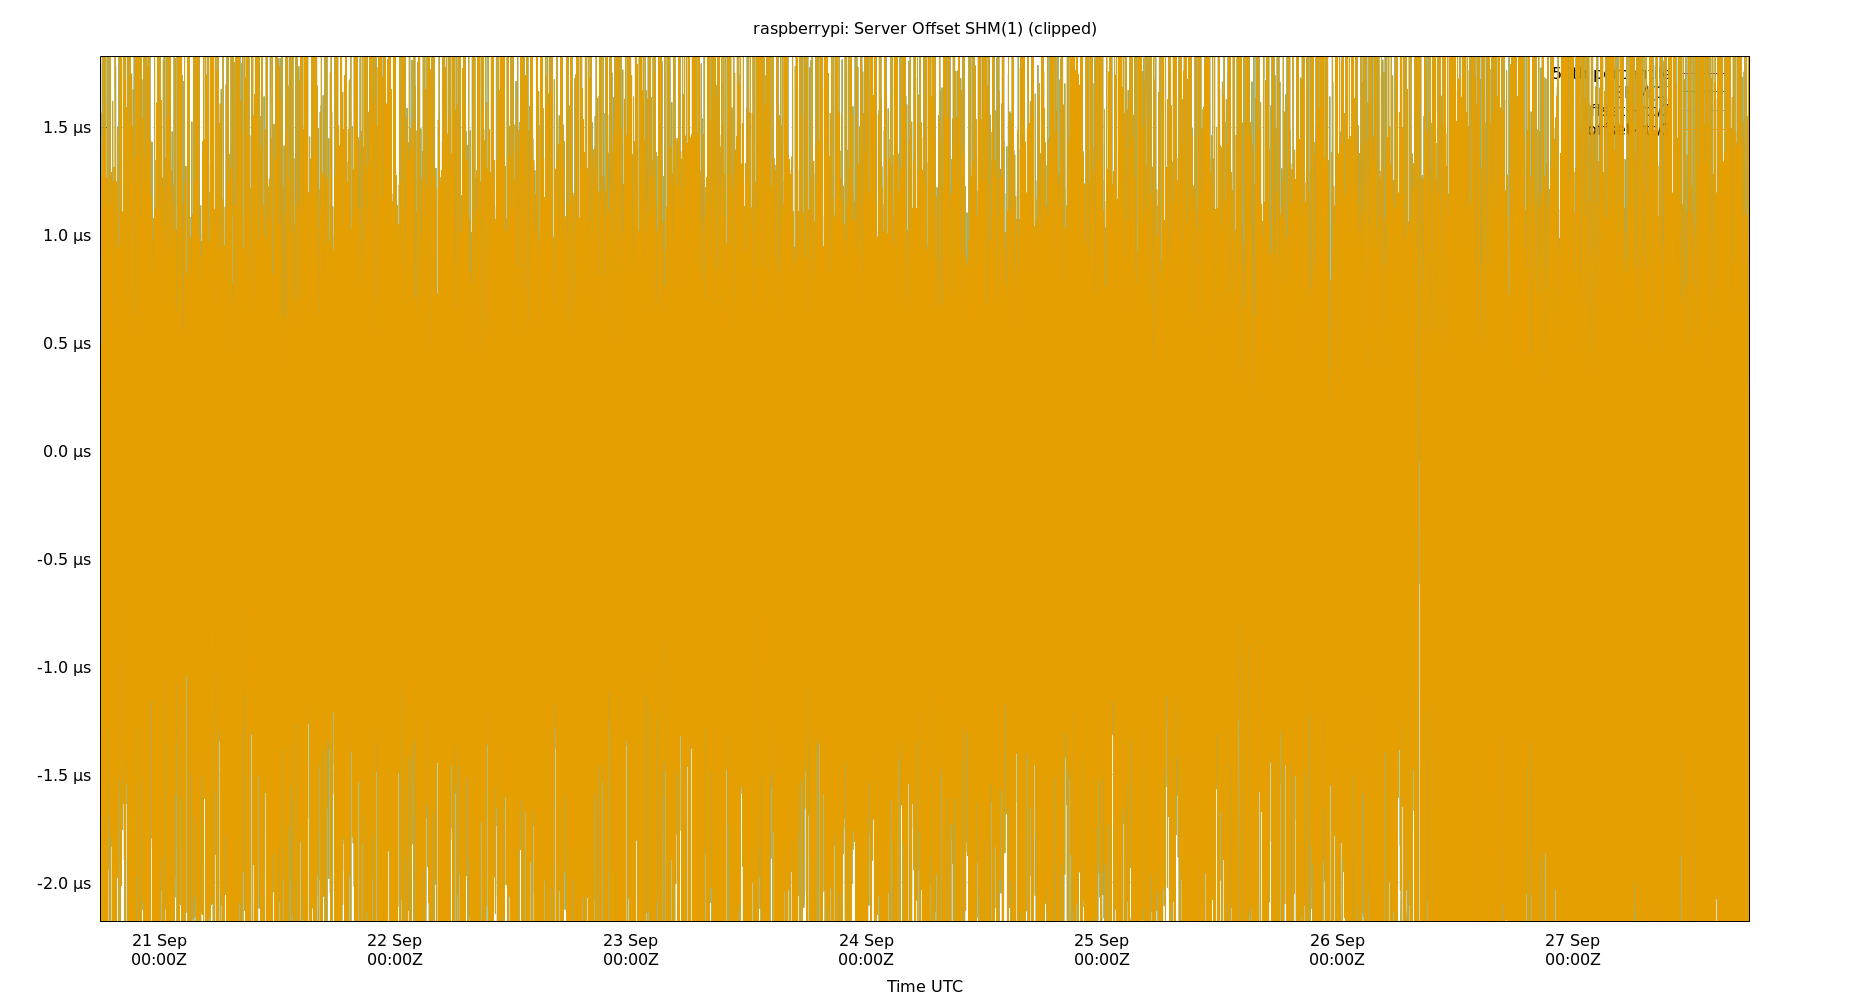 raspberrypi: Server Offset SHM(1) (clipped)
1.5 µs
1.0 µs
0.5 µs
0.0 µs
-0.5 µs
-1.0 µs
-1.5 µs
-2.0 µs
21 Sep
00:00Z
22 Sep
00:00Z
23 Sep
00:00Z
24 Sep
00:00Z
25 Sep
00:00Z
26 Sep
00:00Z
27 Sep
00:00Z
Time UTC